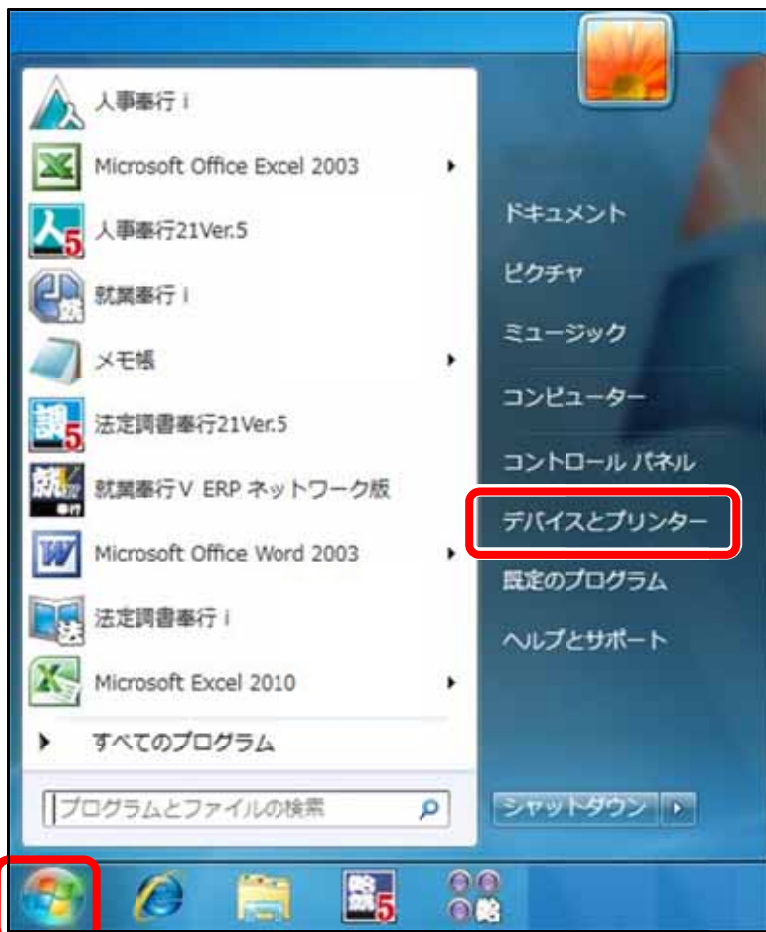 人事奉行 i
Microsoft Office Excel 2003
人事奉行21Ver.5
就業奉行 i
メモ帳
法定調書奉行21Ver.5
就業奉行V ERP ネットワーク版
Microsoft Office Word 2003
法定調書奉行 i
Microsoft Excel 2010
すべてのプログラム
プログラムとファイルの検索
ドキュメント
ピクチャ
ミュージック
コンピューター
コントロール パネル
デバイスとプリンター
既定のプログラム
ヘルプとサポート
シャットダウン